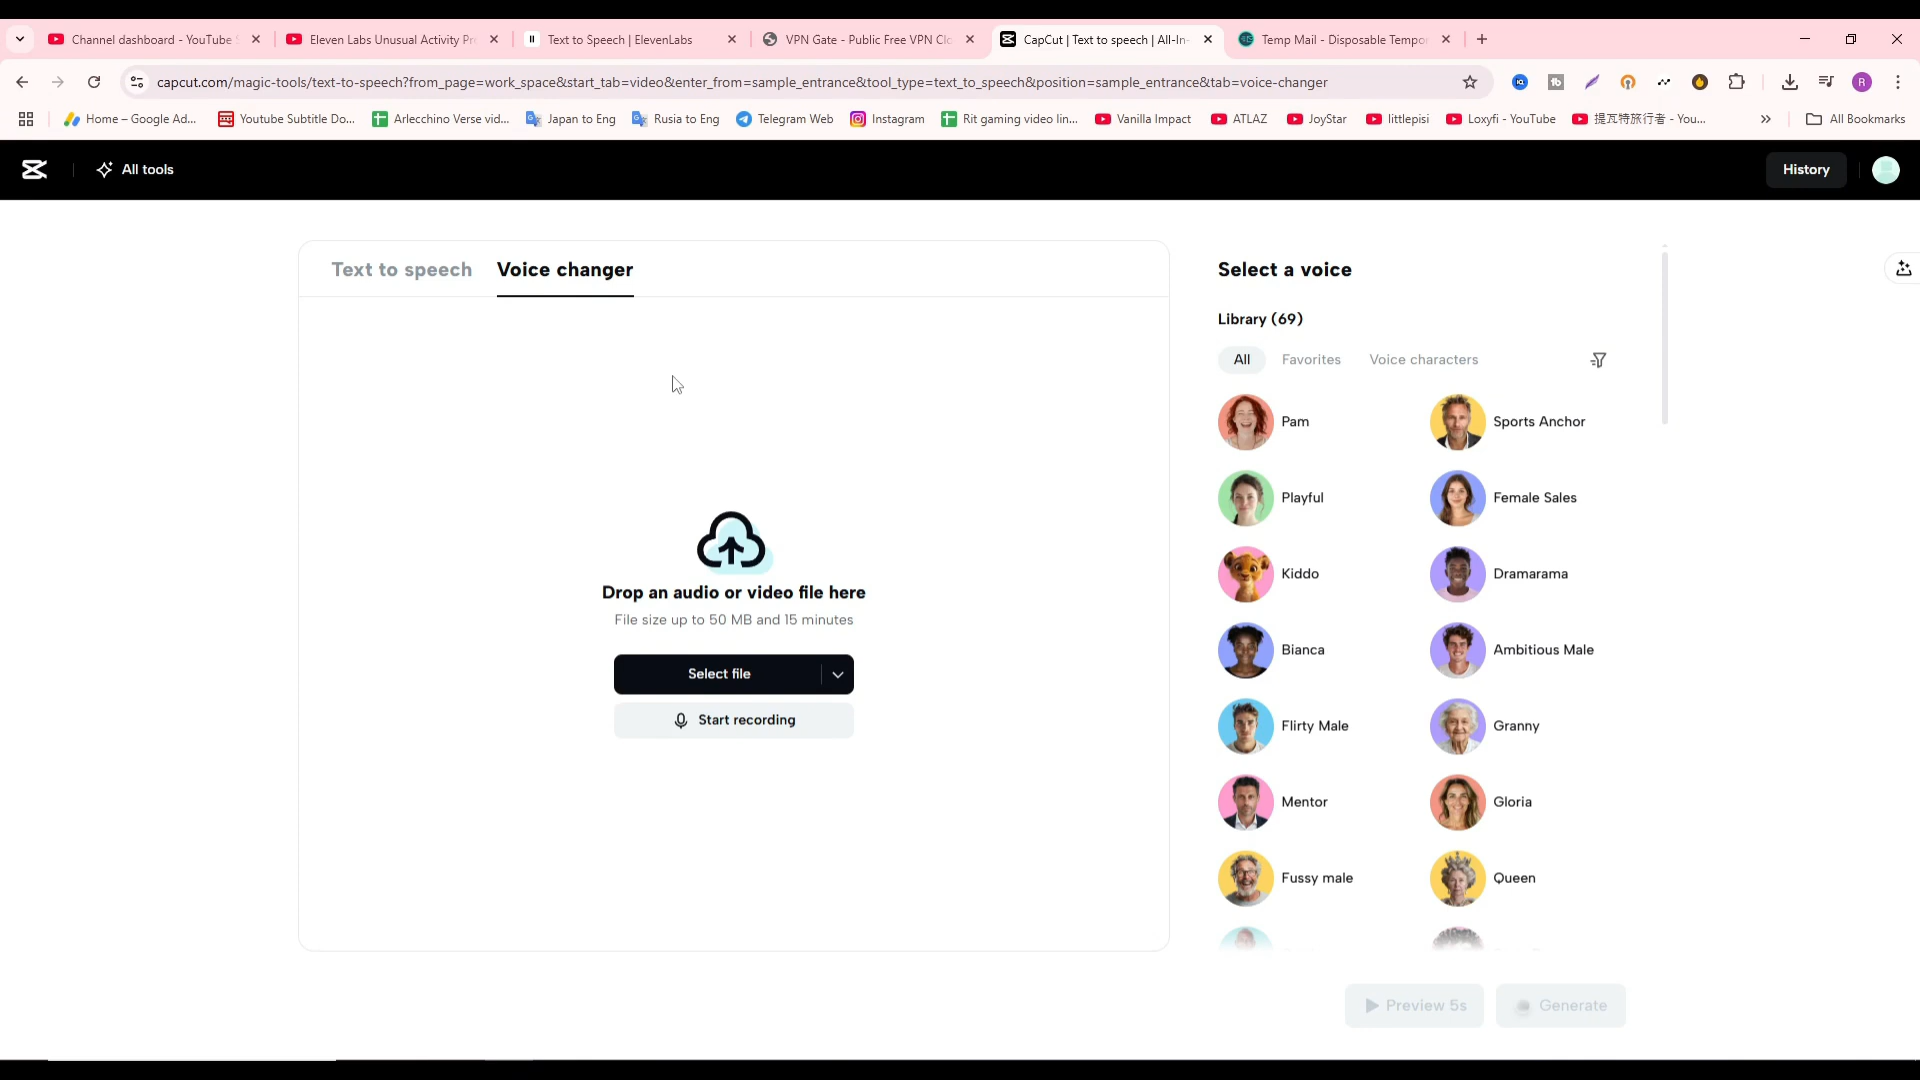 Channel dashboard - YouTube S
Eleven Labs Unusual Activity Pr
Text to Speech | ElevenLabs
VPN Gate - Public Free VPN Clo
CapCut | Text to speech | All-In-
Temp Mail - Disposable Tempor
capcut.com/magic-tools/text-to-speech?from_page=work_space&start_tab=video&enter_from=sample_entrance&tool_type=text_to_speech&position=sample_entrance&tab=voice-changer
R
Home – Google Ad...
Youtube Subtitle Do...
Arlecchino Verse vid...
Japan to Eng
Rusia to Eng
Telegram Web
Instagram
Rit gaming video lin...
Vanilla Impact
ATLAZ
JoyStar
littlepisi
Loxyfi - YouTube
提瓦特旅行者 - You...
All Bookmarks
All tools
History
Text to speech
Voice changer
Drop an audio or video file here
File size up to 50 MB and 15 minutes
Select file
Start recording
Select a voice
Library (69)
All
Favorites
Voice characters
Pam
Sports Anchor
Playful
Female Sales
Kiddo
Dramarama
Bianca
Ambitious Male
Flirty Male
Granny
Mentor
Gloria
Fussy male
Queen
Preview 5s
Generate